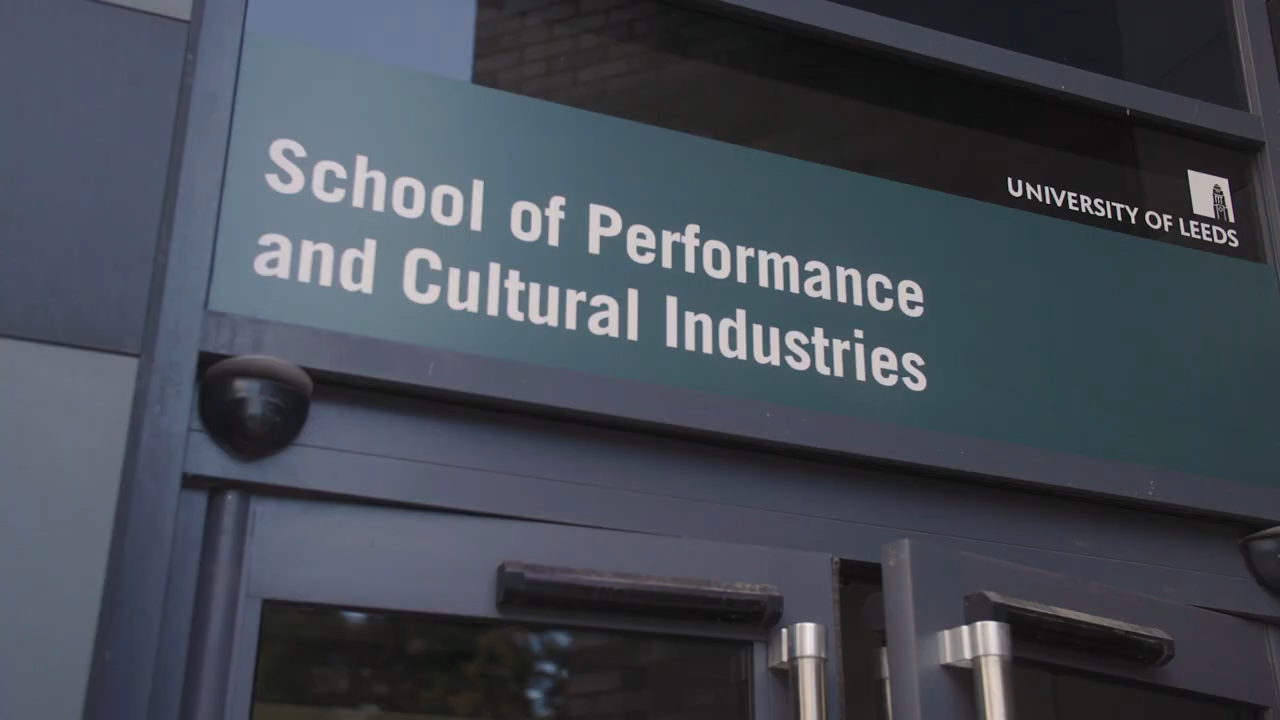 School of Performance
and Cultural Industries
UNIVERSITY OF LEEDS